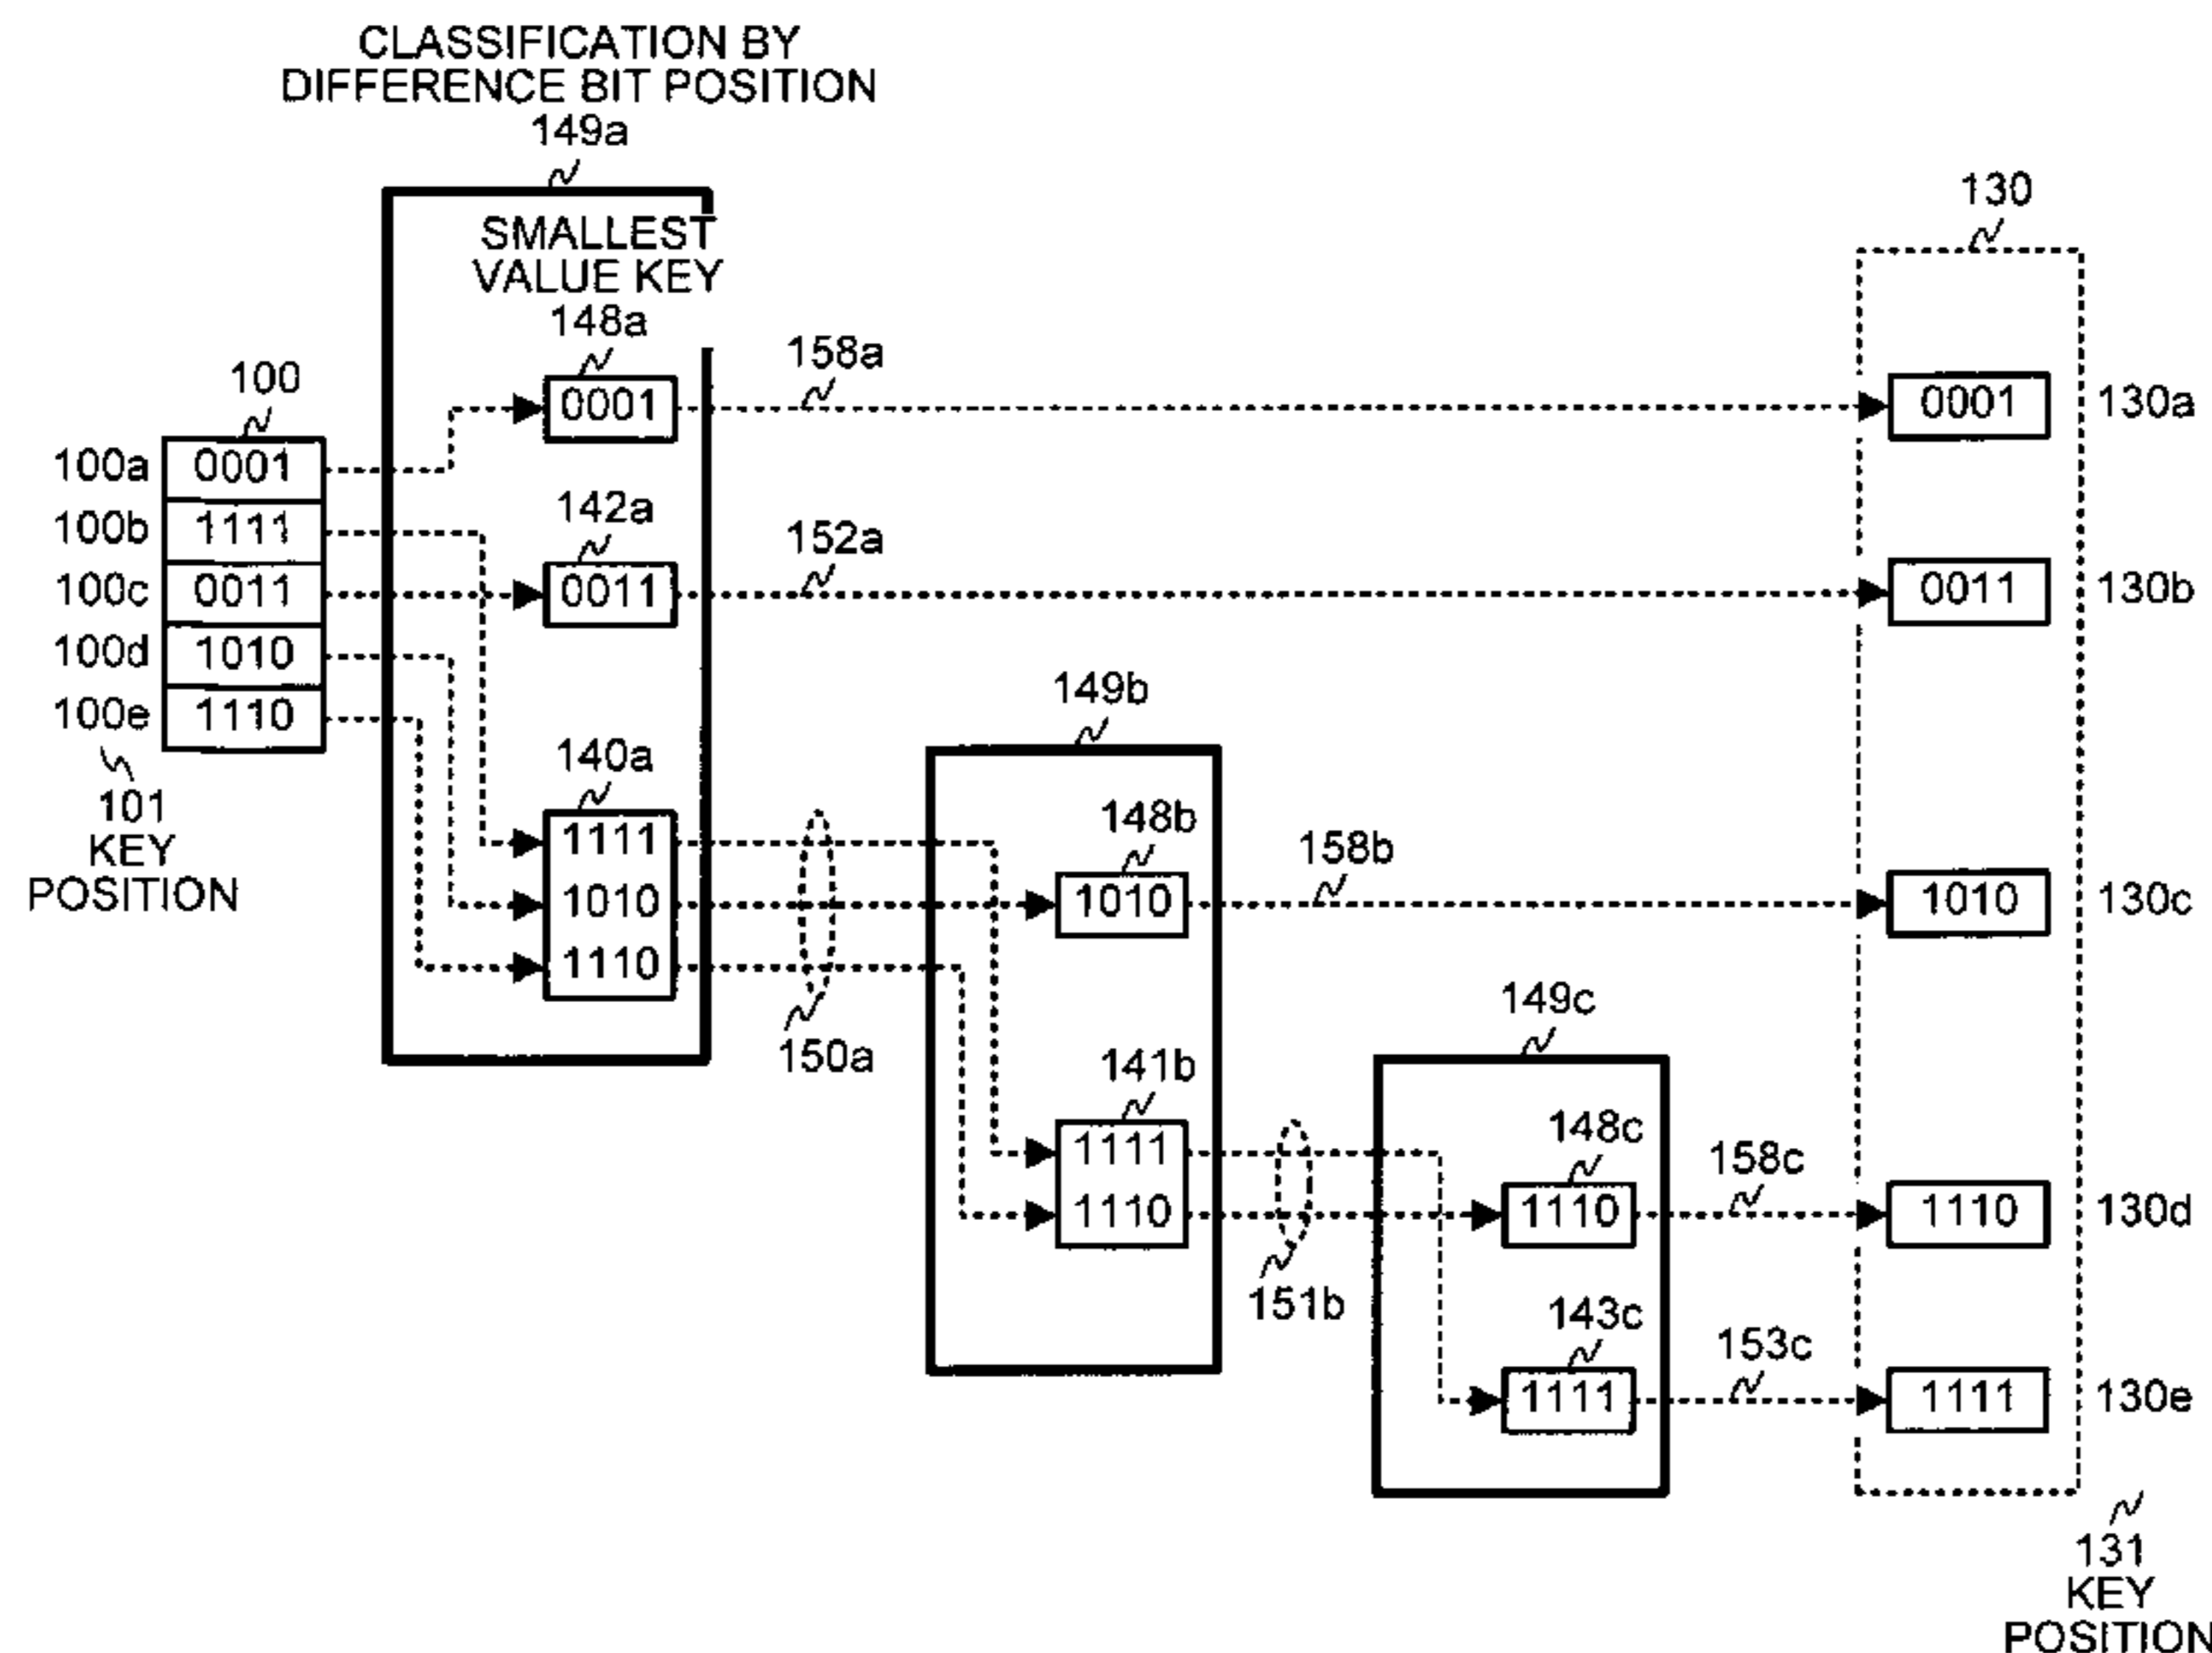 CLASSIFICATION BY
DIFFERENCE BIT POSITION
149a
SMALLEST
VALUE KEY
148a
0001
158a
130
0001 130a
100
100a 0001
100b 1111
100c 0011
100d 1010
100e 1110
101
KEY
POSITION
142a
0011
152a
0011 130b
140a
1111
1010
1110
150a
149b
148b
1010
158b
1010 130c
141b
1111
1110
151b
149c
148c
1110
158c
1110 130d
143c
1111
153c
1111 130e
131
KEY
POSITION